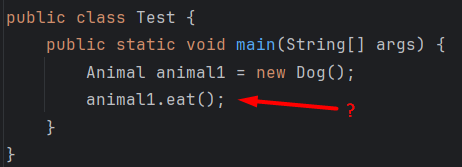 public class Test {
    public static void main(String[] args) {
        Animal animal1 = new Dog();
        animal1.eat(); ?
    }
}